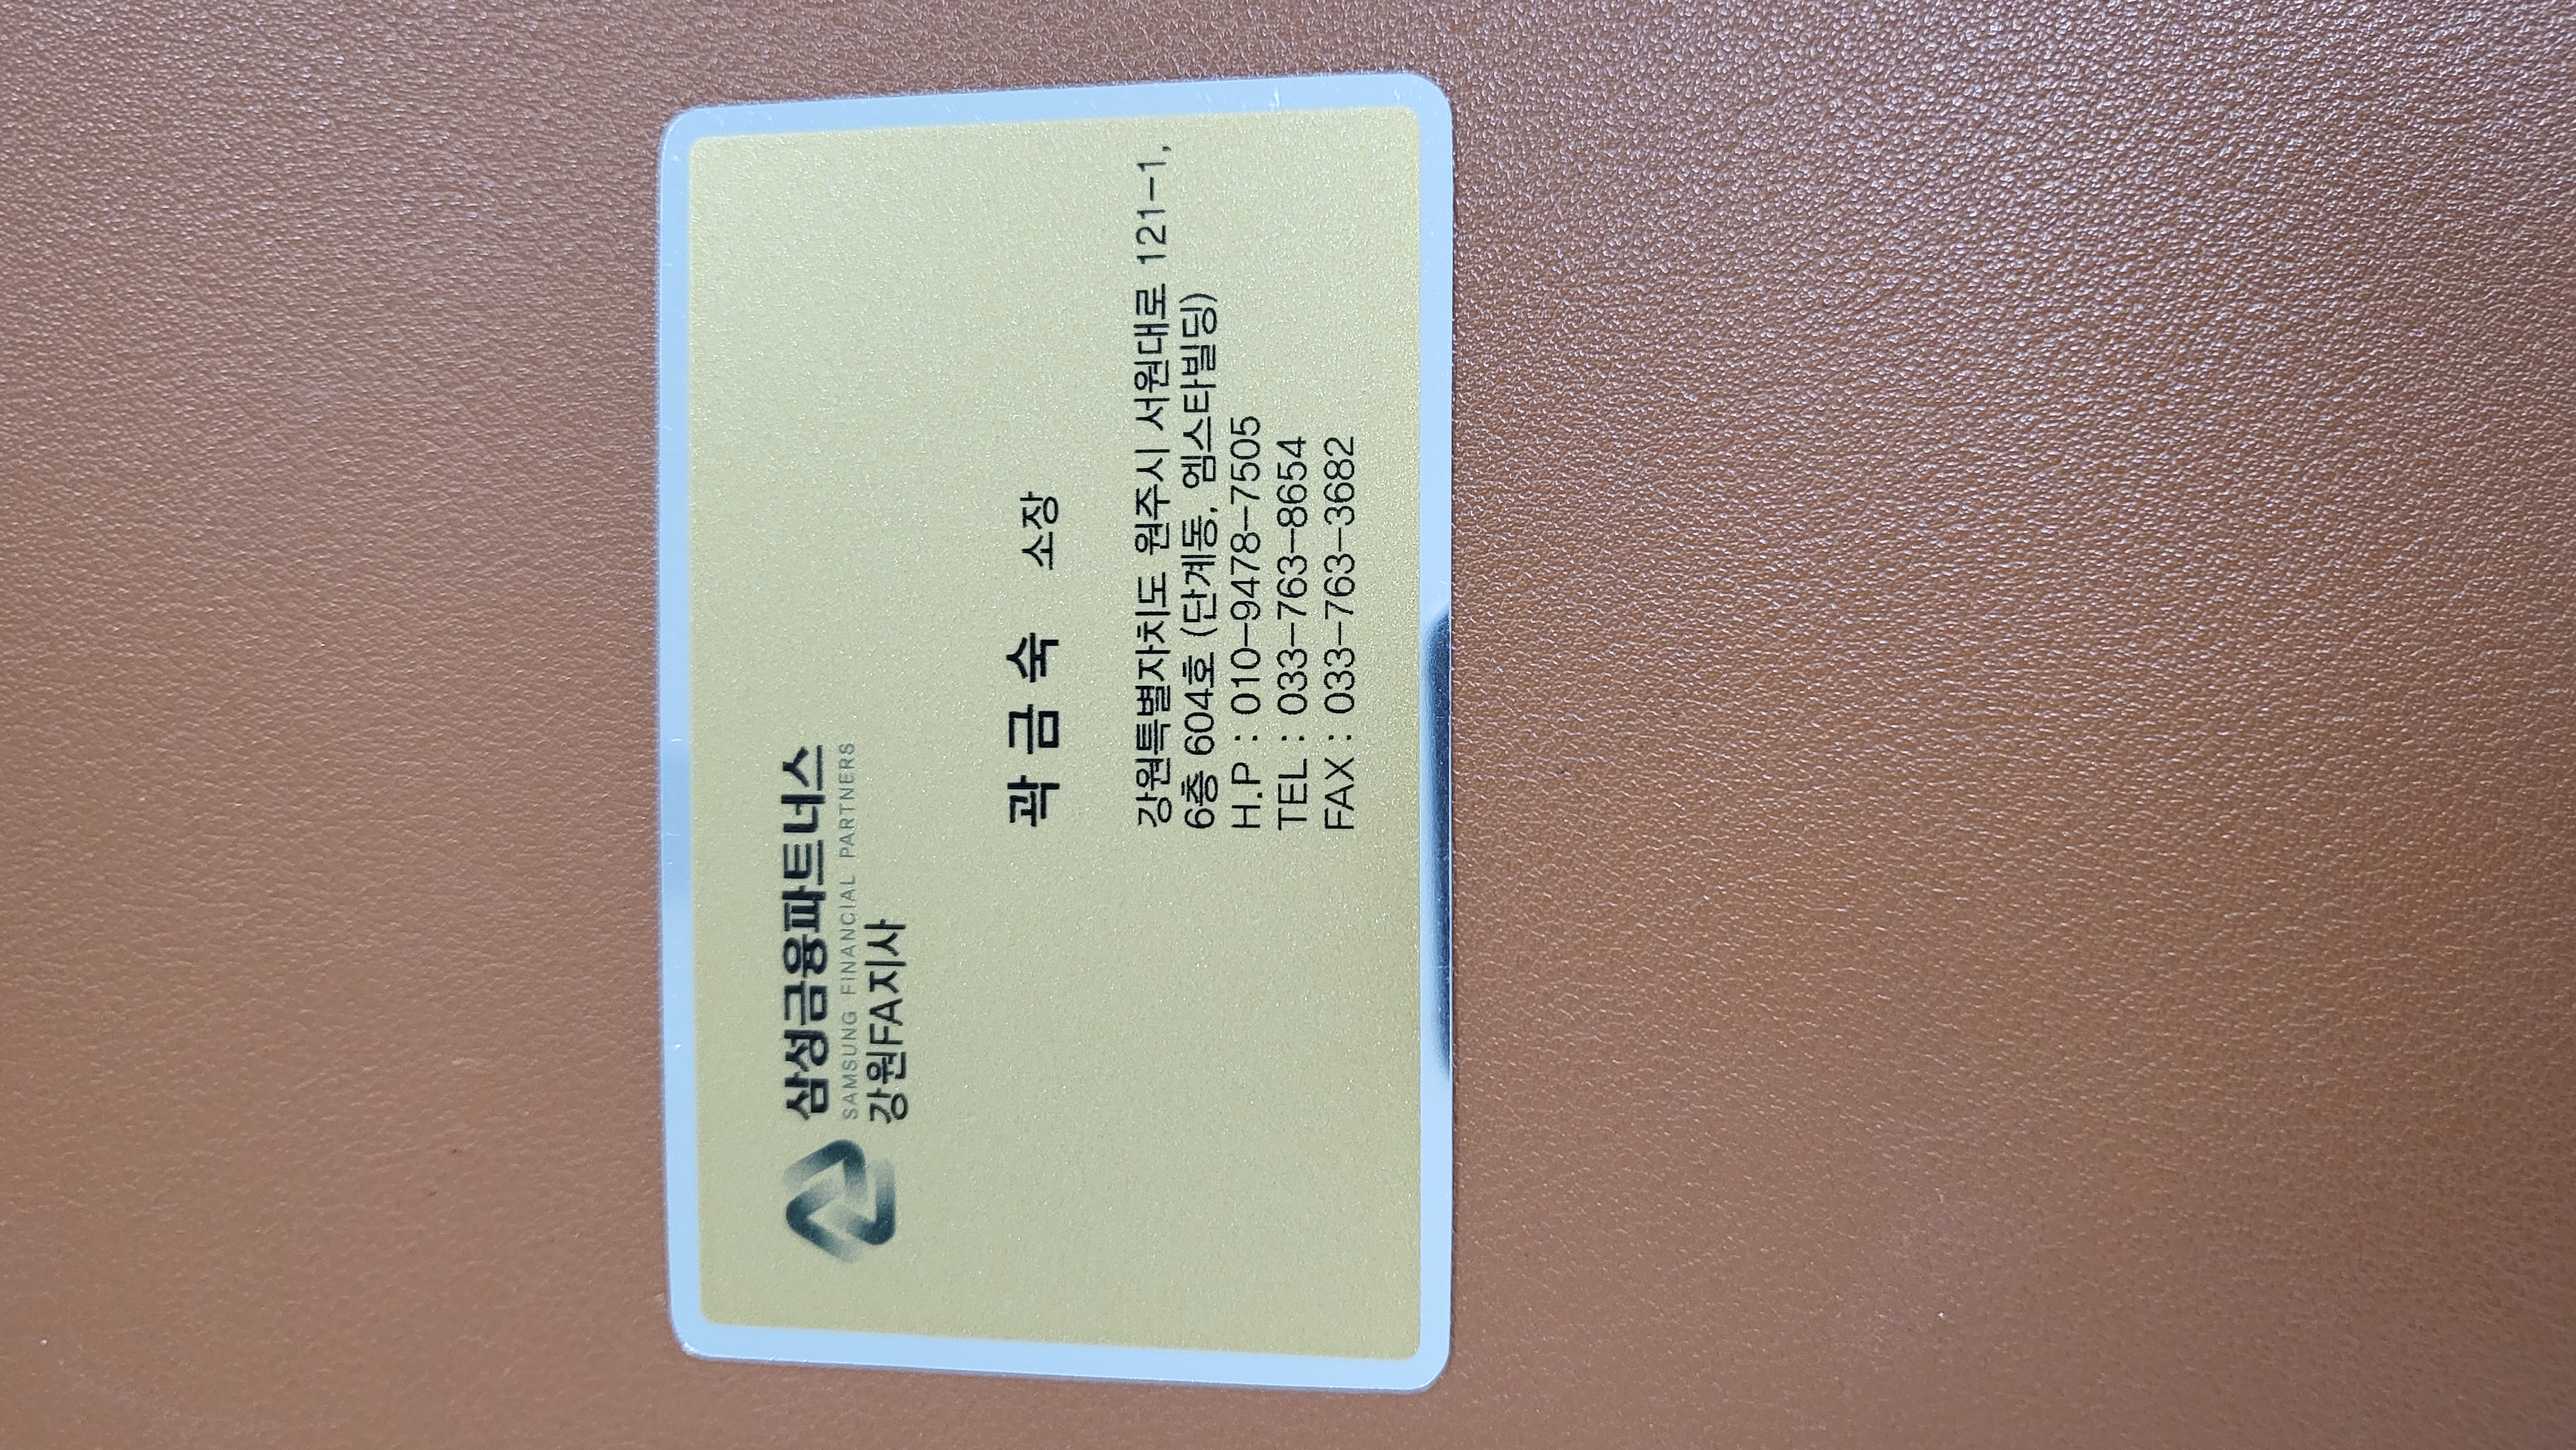 삼성금융파트너스
SAMSUNG FINANCIAL PARTNERS
강원FA지사
곽금숙 소장
강원특별자치도 원주시 서원대로 121-1,
6층 604호 (단계동, 엠스타빌딩)
H.P : 010-9478-7505
TEL : 033-763-8654
FAX : 033-763-3682